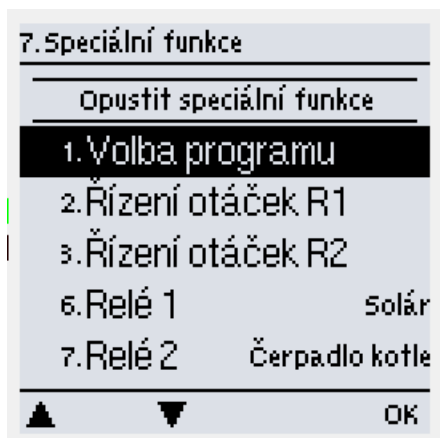 7.Speciální funkce
Opustit speciální funkce
1.Volba programu
2.Řízení otáček R1
3.Řízení otáček R2
6.Relé 1 Solár
7.Relé 2 Čerpadlo kotle
▲ ▼ OK